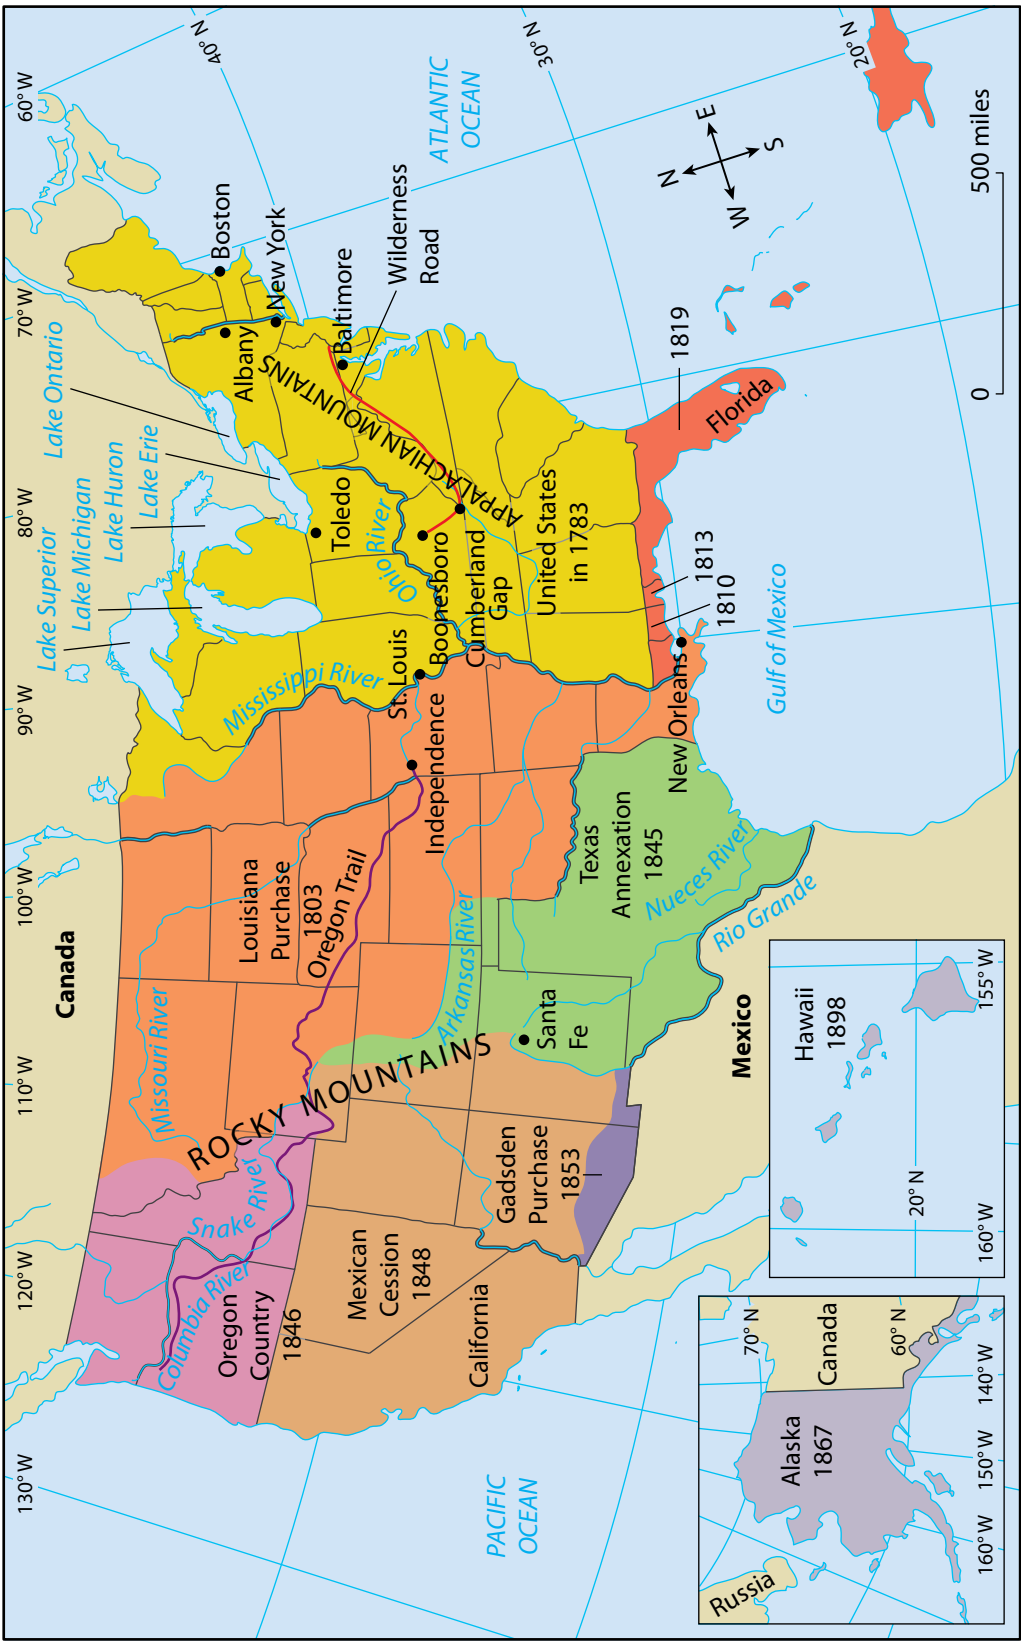 130° W
120° W
110° W
100° W
90° W
80° W
70° W
60° W
40° N
30° N
20° N
Canada
Lake Superior
Lake Michigan
Lake Huron
Lake Erie
Lake Ontario
Missouri River
Mississippi River
Columbia River
Snake River
Oregon
Country
1846
ROCKY MOUNTAINS
Louisiana
Purchase
1803
Oregon Trail
Independence
St. Louis
Boonesboro
Ohio River
Toledo
Albany
Boston
New York
Baltimore
Wilderness
Road
APPALACHIAN MOUNTAINS
Cumberland
Gap
United States
in 1783
ATLANTIC
OCEAN
Mexican
Cession
1848
California
Gadsden
Purchase
1853
Arkansas River
Santa
Fe
Texas
Annexation
1845
Nueces River
Rio Grande
New Orleans
1810
1813
1819
Florida
Gulf of Mexico
PACIFIC
OCEAN
Mexico
N
E
S
W
0
500 miles
Russia
Alaska
1867
Canada
70° N
60° N
160° W
150° W
140° W
Hawaii
1898
20° N
160° W
155° W